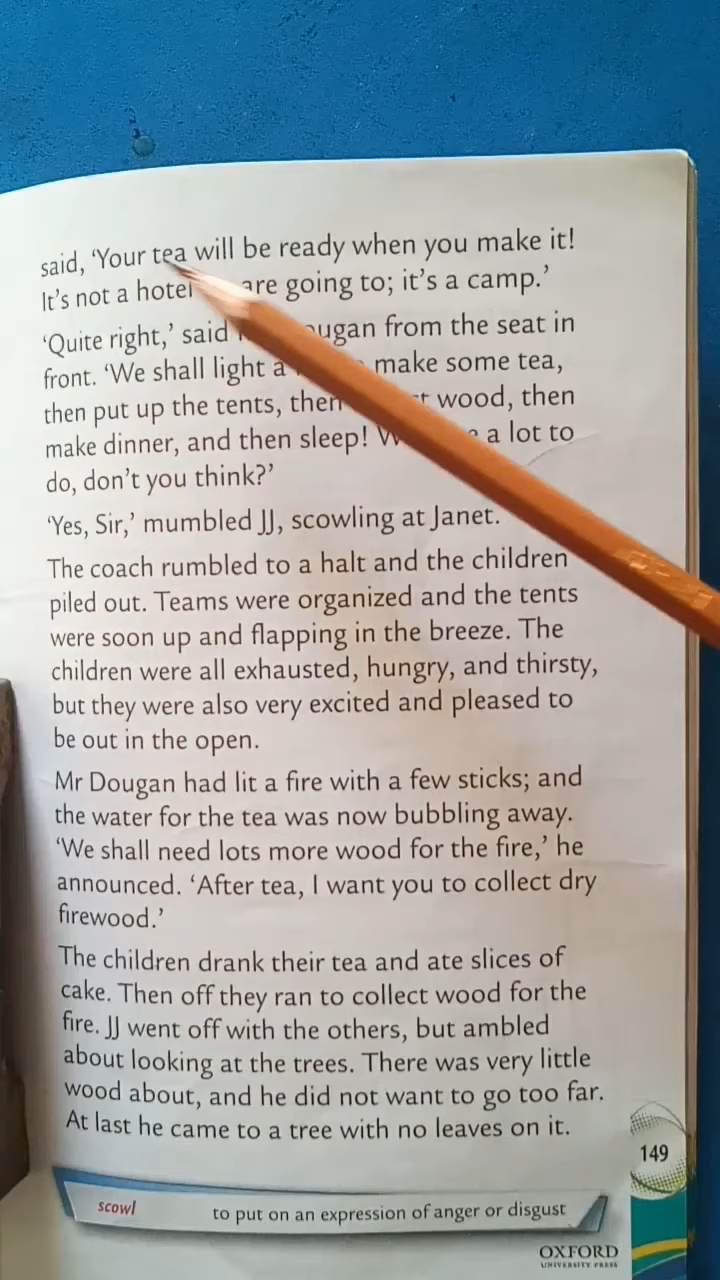 said, ‘Your tea will be ready when you make it!
It’s not a hotel are going to; it’s a camp.’
‘Quite right,’ said ougan from the seat in
front. ‘We shall light a make some tea,
then put up the tents, then wood, then
make dinner, and then sleep! a lot to
do, don’t you think?’
‘Yes, Sir,’ mumbled JJ, scowling at Janet.
The coach rumbled to a halt and the children
piled out. Teams were organized and the tents
were soon up and flapping in the breeze. The
children were all exhausted, hungry, and thirsty,
but they were also very excited and pleased to
be out in the open.
Mr Dougan had lit a fire with a few sticks; and
the water for the tea was now bubbling away.
‘We shall need lots more wood for the fire,’ he
announced. ‘After tea, I want you to collect dry
firewood.’
The children drank their tea and ate slices of
cake. Then off they ran to collect wood for the
fire. JJ went off with the others, but ambled
about looking at the trees. There was very little
wood about, and he did not want to go too far.
At last he came to a tree with no leaves on it.
149
scowl to put on an expression of anger or disgust
OXFORD
UNIVERSITY PRESS